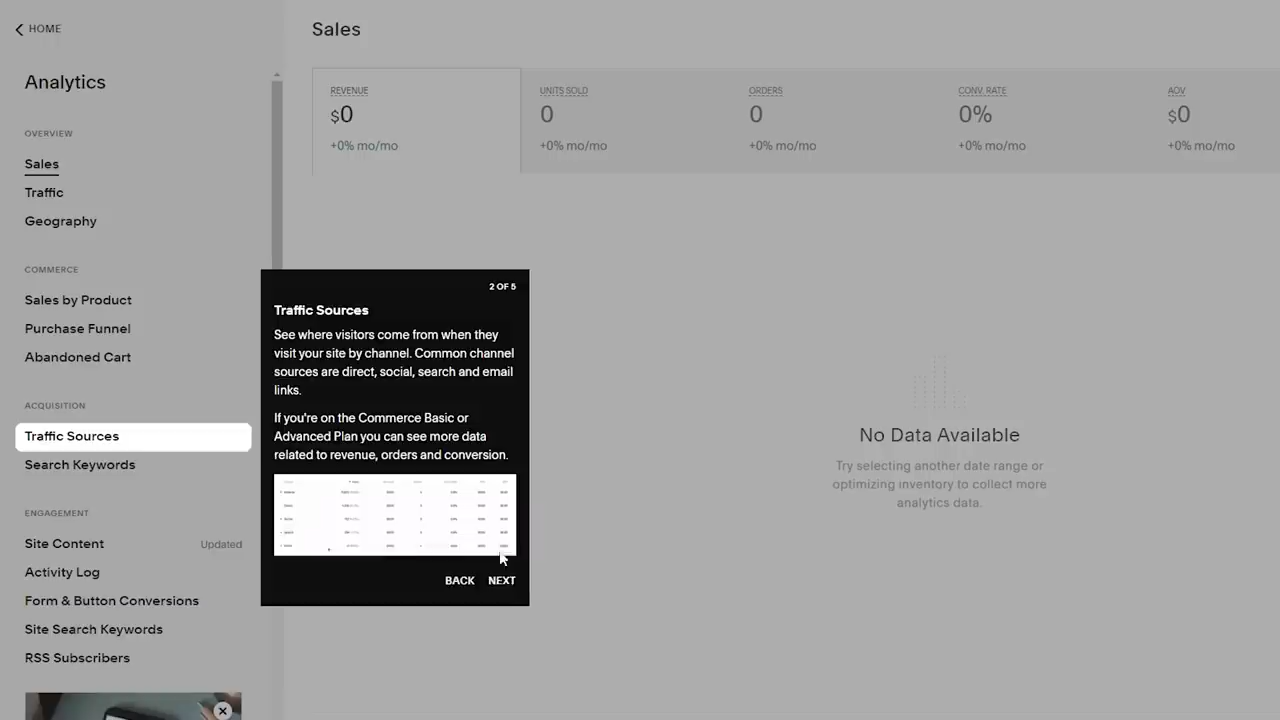 HOME
Analytics
OVERVIEW
Sales
Traffic
Geography
COMMERCE
Sales by Product
Purchase Funnel
Abandoned Cart
ACQUISITION
Traffic Sources
Search Keywords
ENGAGEMENT
Site Content Updated
Activity Log
Form & Button Conversions
Site Search Keywords
RSS Subscribers
Sales
REVENUE
$0
+0% mo/mo
UNITS SOLD
0
+0% mo/mo
ORDERS
0
+0% mo/mo
CONV. RATE
0%
+0% mo/mo
AOV
$0
+0% mo/mo
2 OF 5
Traffic Sources
See where visitors come from when they
visit your site by channel. Common channel
sources are direct, social, search and email
links.
If you're on the Commerce Basic or
Advanced Plan you can see more data
related to revenue, orders and conversion.
BACK NEXT
No Data Available
Try selecting another date range or
optimizing inventory to collect more
analytics data.